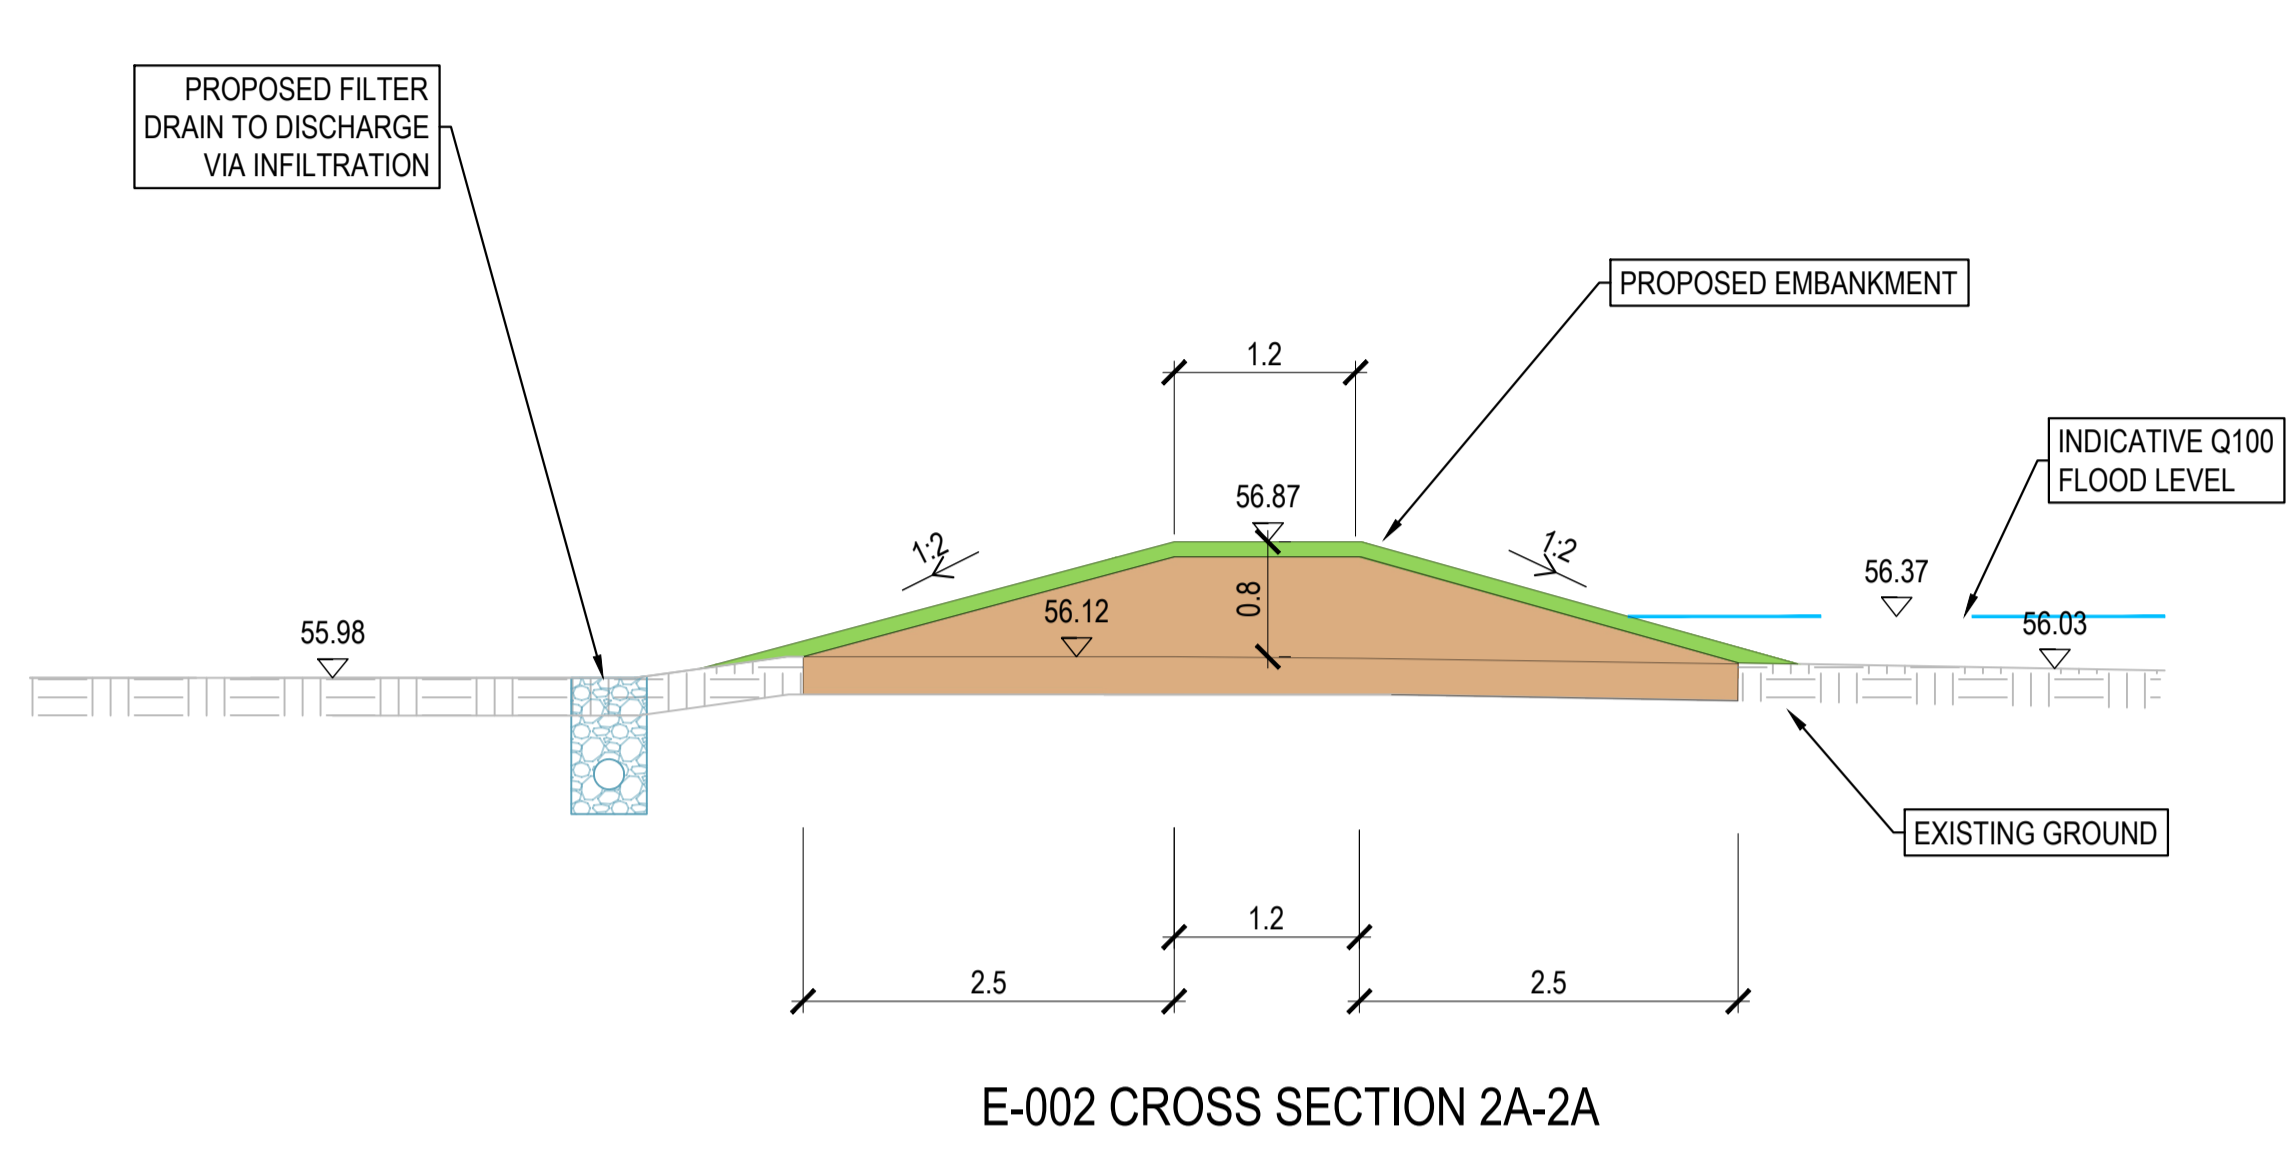 PROPOSED FILTER
DRAIN TO DISCHARGE
VIA INFILTRATION
PROPOSED EMBANKMENT
1.2
INDICATIVE Q100
FLOOD LEVEL
56.87
1:2
1:2
56.37
0.8
56.12
56.03
55.98
EXISTING GROUND
1.2
2.5
2.5
E-002 CROSS SECTION 2A-2A